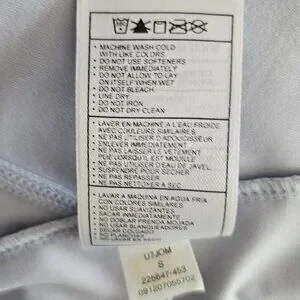 • MACHINE WASH COLD
WITH LIKE COLORS
• DO NOT USE SOFTENERS
• REMOVE IMMEDIATELY
• DO NOT ALLOW TO LAY
ON ITSELF WHEN WET
• DO NOT BLEACH
• LINE DRY
• DO NOT IRON
• DO NOT DRY CLEAN
• LAVER EN MACHINE A L'EAU FROIDE
AVEC COULEURS SIMILAIRES
• NE PAS UTILISER D'ADOUCISSEUR
ENLEVER IMMEDIATEMENT
• NE PAS LAISSER LE VETEMENT
PLIE LORSQU'IL EST MOUILLE
• NE PAS UTILISER D'EAU DE JAVEL
SUSPENDRE POUR SECHER
• NE PAS REPASSER
• NE PAS NETTOYER A SEC
• LAVAR A MAQUINA EN AGUA FRIA
CON COLORES SIMILARES
• NO USAR SUAVIZANTES
SACAR INMEDIATAMENTE
• NO DOBLAR PRENDA MOJADA
• NO USAR BLANQUEADORES
SECAR COLGADO
• NO PLANCHAR
• NO LAVAR EN SECO
U7JOM
S
225847-453
091207055702